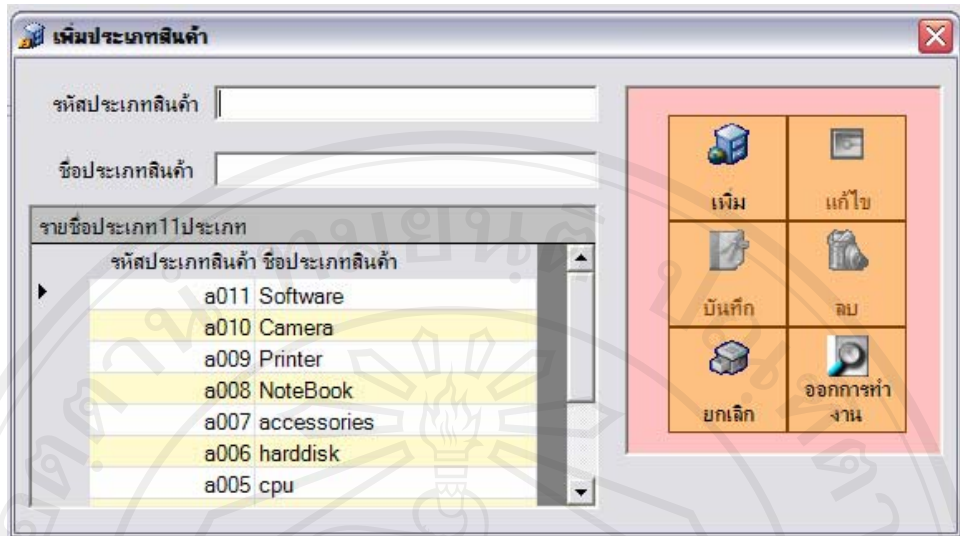 เพิ่มประเภทสินค้า
รหัสประเภทสินค้า
ชื่อประเภทสินค้า
รายชื่อประเภท11ประเภท
รหัสประเภทสินค้า ชื่อประเภทสินค้า
a011 Software
a010 Camera
a009 Printer
a008 NoteBook
a007 accessories
a006 harddisk
a005 cpu
เพิ่ม
แก้ไข
บันทึก
ลบ
ยกเลิก
ออกการทำ
งาน